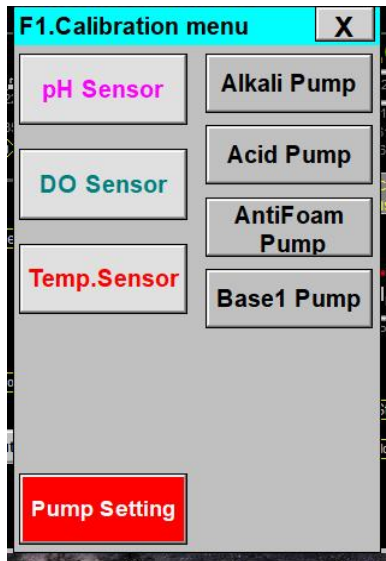 F1.Calibration menu
X
pH Sensor
DO Sensor
Temp.Sensor
Pump Setting
Alkali Pump
Acid Pump
AntiFoam
Pump
Base1 Pump